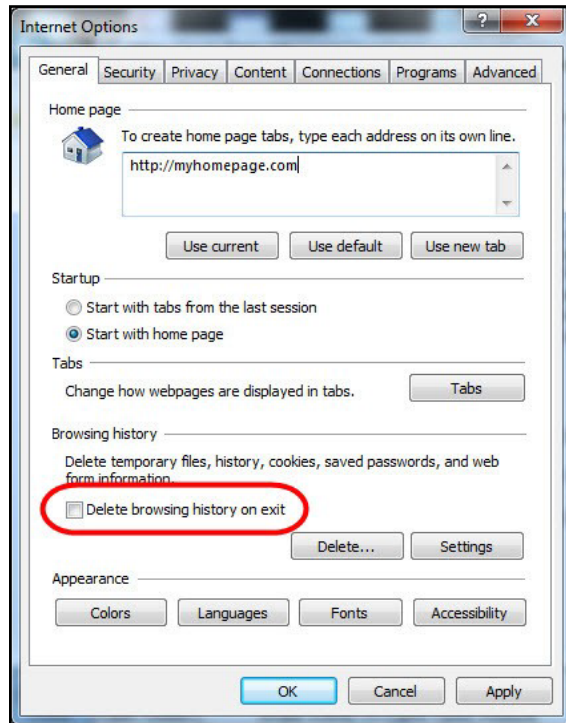 Internet Options
?
X
General Security Privacy Content Connections Programs Advanced
Home page
To create home page tabs, type each address on its own line.
http://myhomepage.com
Use current Use default Use new tab
Startup
Start with tabs from the last session
Start with home page
Tabs
Change how webpages are displayed in tabs. Tabs
Browsing history
Delete temporary files, history, cookies, saved passwords, and web
form information.
Delete browsing history on exit
Delete... Settings
Appearance
Colors Languages Fonts Accessibility
OK Cancel Apply